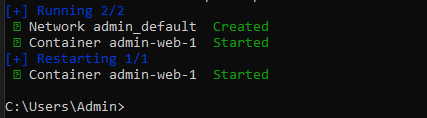 [+] Running 2/2
 Network admin_default Created
 Container admin-web-1 Started
[+] Restarting 1/1
 Container admin-web-1 Started
C:\Users\Admin>